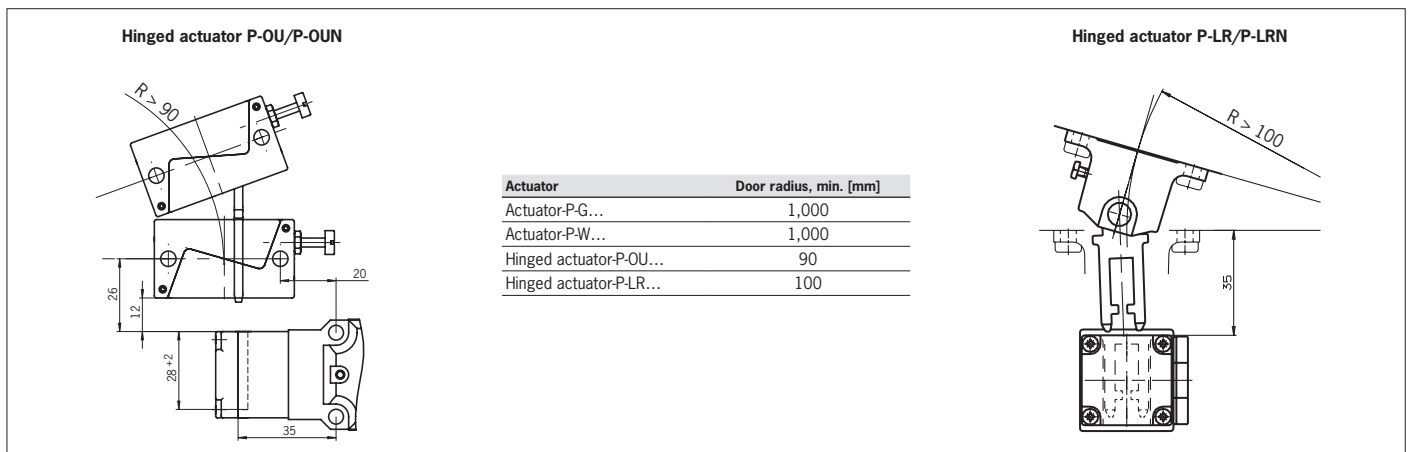 Hinged actuator P-OU/P-OUN
R > 90
20
26
12
28 +2
35
Actuator Door radius, min. [mm]
Actuator-P-G… 1,000
Actuator-P-W… 1,000
Hinged actuator-P-OU… 90
Hinged actuator-P-LR… 100
Hinged actuator P-LR/P-LRN
R > 100
35